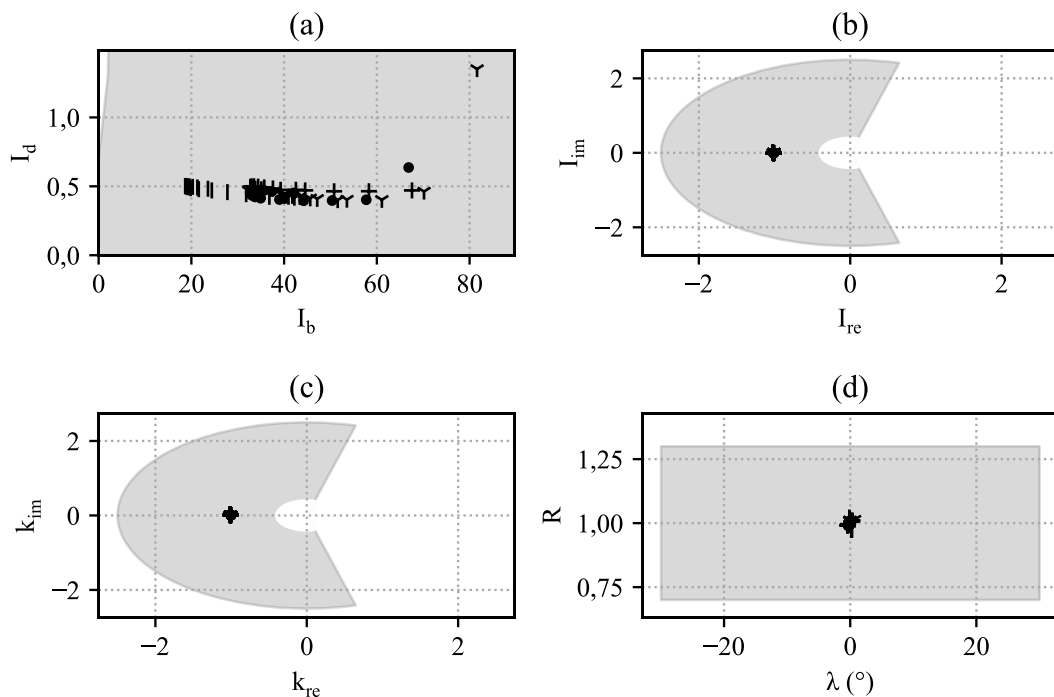 (a)
1,0
0,5
0,0
I_d
0 20 40 60 80
I_b
(b)
2
0
−2
I_im
−2 0 2
I_re
(c)
2
0
−2
k_im
−2 0 2
k_re
(d)
1,25
1,00
0,75
R
−20 0 20
λ (°)